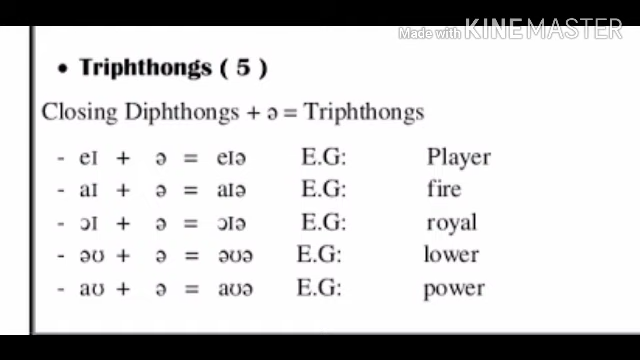 Made with KINEMASTER
• Triphthongs ( 5 )
Closing Diphthongs + ə = Triphthongs
- eɪ + ə = eɪə E.G: Player
- aɪ + ə = aɪə E.G: fire
- ɔɪ + ə = ɔɪə E.G: royal
- əʊ + ə = əʊə E.G: lower
- aʊ + ə = aʊə E.G: power